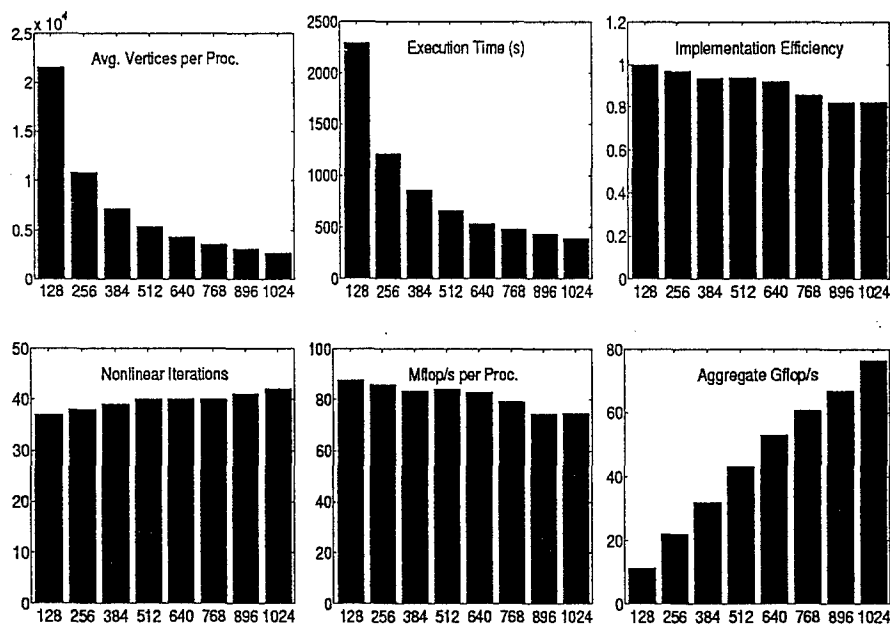 x 10^4
Avg. Vertices per Proc.
2.5
2
1.5
1
0.5
0
128 256 384 512 640 768 896 1024
Execution Time (s)
2500
2000
1500
1000
500
0
128 256 384 512 640 768 896 1024
Implementation Efficiency
1.2
1
0.8
0.6
0.4
0.2
0
128 256 384 512 640 768 896 1024
Nonlinear Iterations
50
40
30
20
10
0
128 256 384 512 640 768 896 1024
Mflop/s per Proc.
100
80
60
40
20
0
128 256 384 512 640 768 896 1024
Aggregate Gflop/s
80
60
40
20
0
128 256 384 512 640 768 896 1024